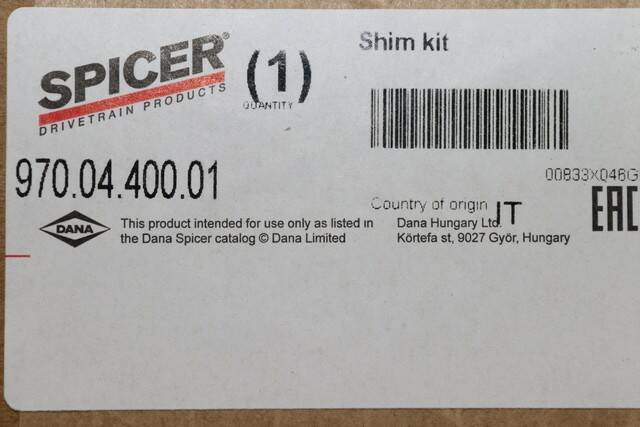 SPICER®
DRIVETRAIN PRODUCTS
(1)
QUANTITY
Shim kit
970.04.400.01
00833X046G
Country of origin IT
EAC
DANA
This product intended for use only as listed in
the Dana Spicer catalog © Dana Limited
Dana Hungary Ltd.
Körtefa st, 9027 Győr, Hungary